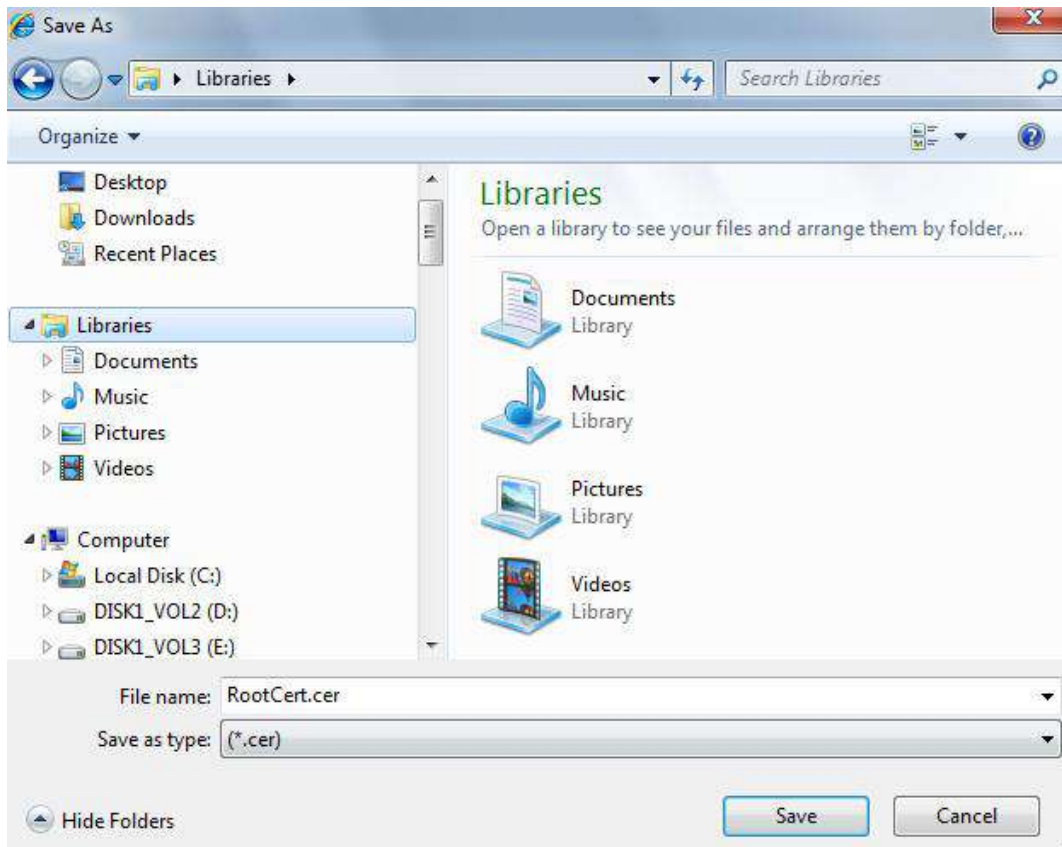 Save As
Libraries
Search Libraries
Organize
Desktop
Downloads
Recent Places
Libraries
Documents
Music
Pictures
Videos
Computer
Local Disk (C:)
DISK1_VOL2 (D:)
DISK1_VOL3 (E:)
Libraries
Open a library to see your files and arrange them by folder,...
Documents
Library
Music
Library
Pictures
Library
Videos
Library
File name: RootCert.cer
Save as type: (*.cer)
Hide Folders
Save
Cancel